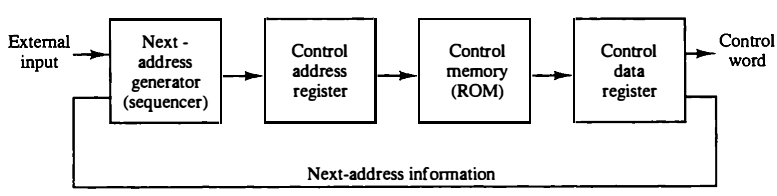 External
input
Next -
address
generator
(sequencer)
Control
address
register
Control
memory
(ROM)
Control
data
register
Control
word
Next-address information